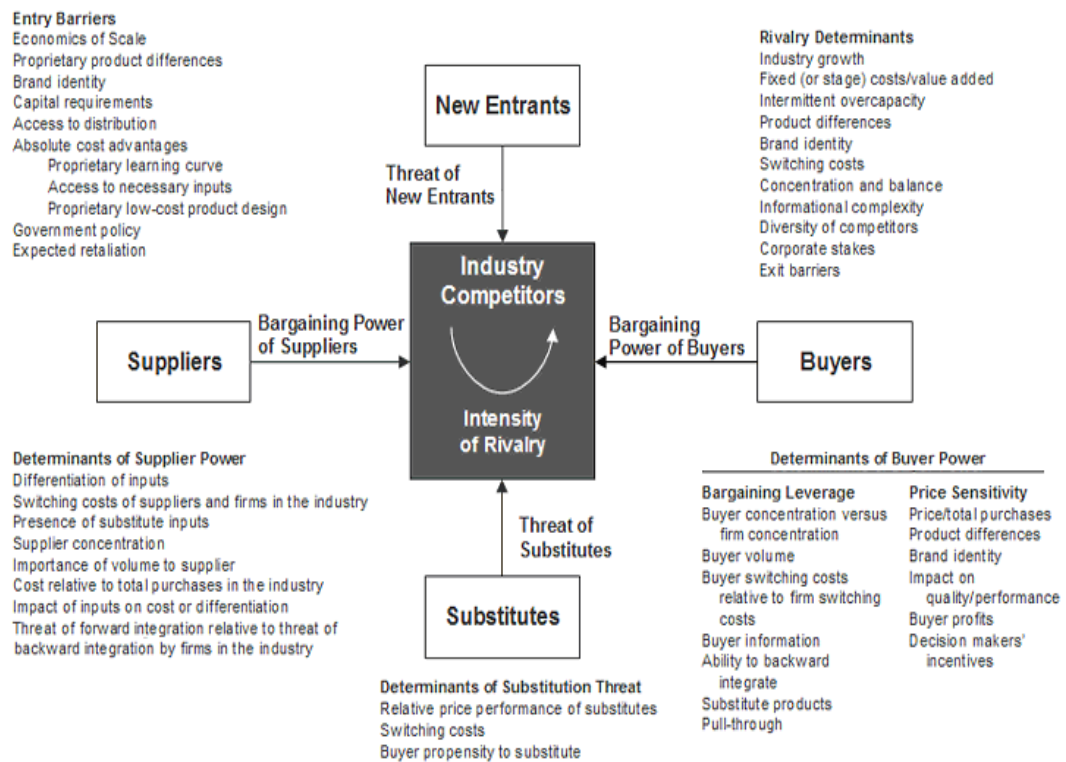 Entry Barriers
Economics of Scale
Proprietary product differences
Brand identity
Capital requirements
Access to distribution
Absolute cost advantages
Proprietary learning curve
Access to necessary inputs
Proprietary low-cost product design
Government policy
Expected retaliation
New Entrants
Threat of
New Entrants
Rivalry Determinants
Industry growth
Fixed (or stage) costs/value added
Intermittent overcapacity
Product differences
Brand identity
Switching costs
Concentration and balance
Informational complexity
Diversity of competitors
Corporate stakes
Exit barriers
Suppliers
Bargaining Power
of Suppliers
Industry
Competitors
Intensity
of Rivalry
Bargaining
Power of Buyers
Buyers
Determinants of Supplier Power
Differentiation of inputs
Switching costs of suppliers and firms in the industry
Presence of substitute inputs
Supplier concentration
Importance of volume to supplier
Cost relative to total purchases in the industry
Impact of inputs on cost or differentiation
Threat of forward integration relative to threat of
backward integration by firms in the industry
Threat of
Substitutes
Substitutes
Determinants of Substitution Threat
Relative price performance of substitutes
Switching costs
Buyer propensity to substitute
Determinants of Buyer Power
Bargaining Leverage
Buyer concentration versus
firm concentration
Buyer volume
Buyer switching costs
relative to firm switching
costs
Buyer information
Ability to backward
integrate
Substitute products
Pull-through
Price Sensitivity
Price/total purchases
Product differences
Brand identity
Impact on
quality/performance
Buyer profits
Decision makers'
incentives